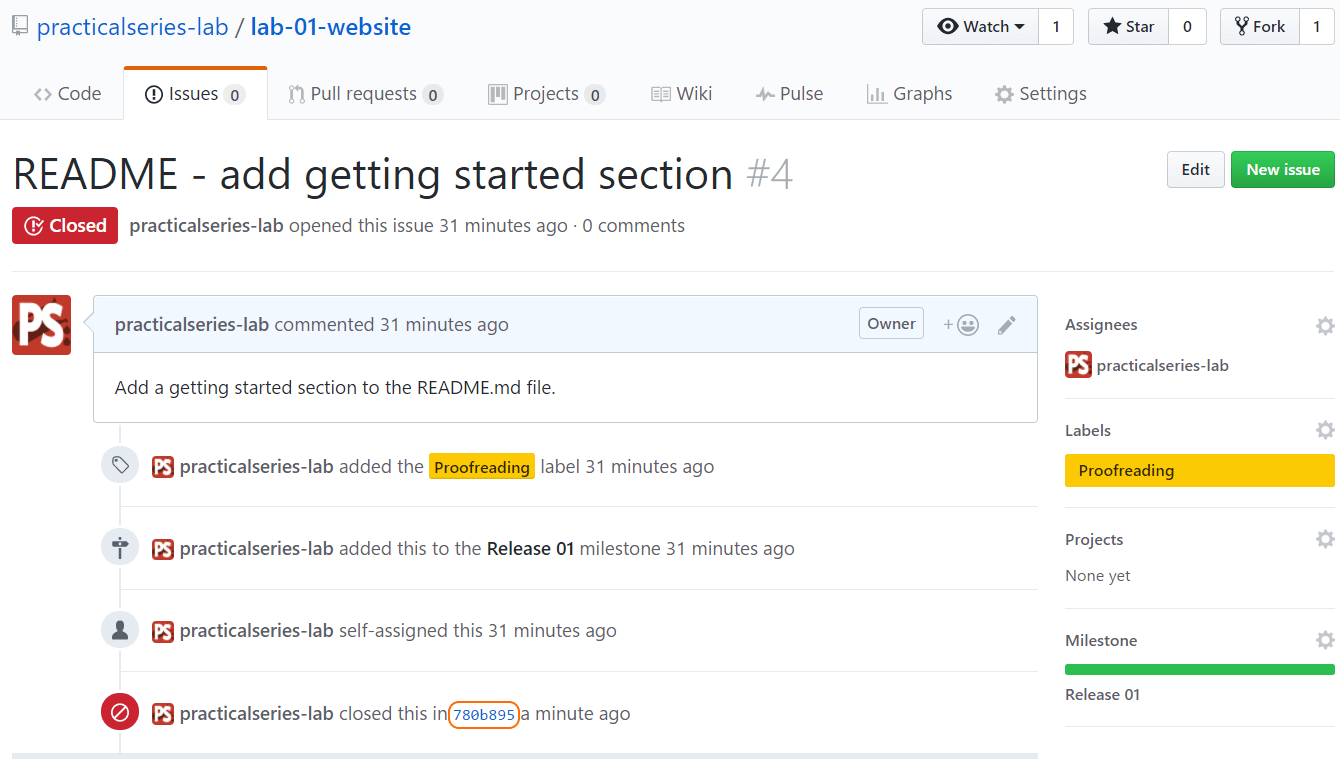 practicalseries-lab / lab-01-website
Watch 1 Star 0 Fork 1
Code Issues 0 Pull requests 0 Projects 0 Wiki Pulse Graphs Settings
README - add getting started section #4
Edit New issue
Closed practicalseries-lab opened this issue 31 minutes ago · 0 comments
PS
practicalseries-lab commented 31 minutes ago Owner +
Add a getting started section to the README.md file.
PS practicalseries-lab added the Proofreading label 31 minutes ago
PS practicalseries-lab added this to the Release 01 milestone 31 minutes ago
PS practicalseries-lab self-assigned this 31 minutes ago
PS practicalseries-lab closed this in 780b895 a minute ago
Assignees
PS practicalseries-lab
Labels
Proofreading
Projects
None yet
Milestone
Release 01